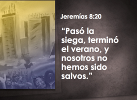 Jeremías 8:20
“Pasó la
siega, terminó
el verano, y
nosotros no
hemos sido
salvos.”